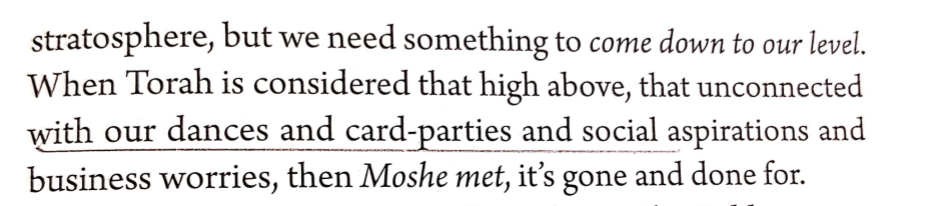 stratosphere, but we need something to come down to our level.
When Torah is considered that high above, that unconnected
with our dances and card-parties and social aspirations and
business worries, then Moshe met, it’s gone and done for.